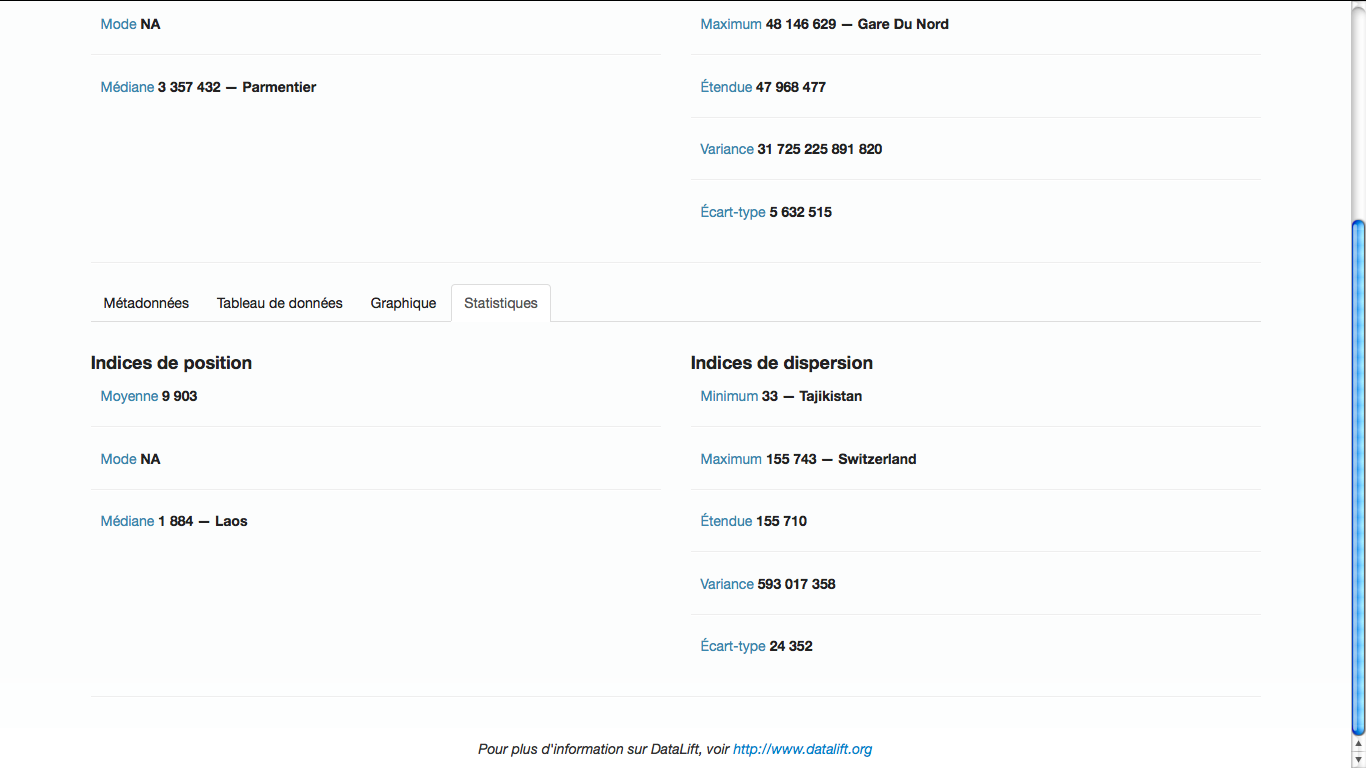 Mode NA
Médiane 3 357 432 — Parmentier
Maximum 48 146 629 — Gare Du Nord
Étendue 47 968 477
Variance 31 725 225 891 820
Écart-type 5 632 515
Métadonnées Tableau de données Graphique Statistiques
Indices de position
Moyenne 9 903
Mode NA
Médiane 1 884 — Laos
Indices de dispersion
Minimum 33 — Tajikistan
Maximum 155 743 — Switzerland
Étendue 155 710
Variance 593 017 358
Écart-type 24 352
Pour plus d'information sur DataLift, voir http://www.datalift.org